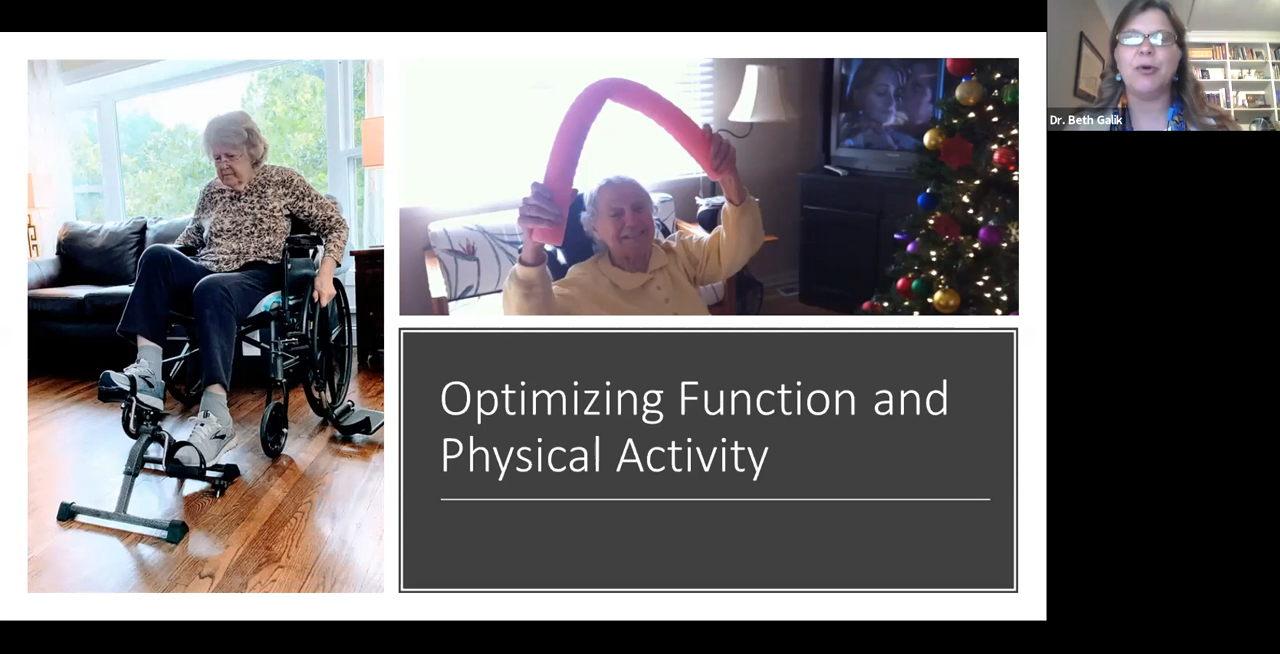 Optimizing Function and
Physical Activity
Dr. Beth Galik